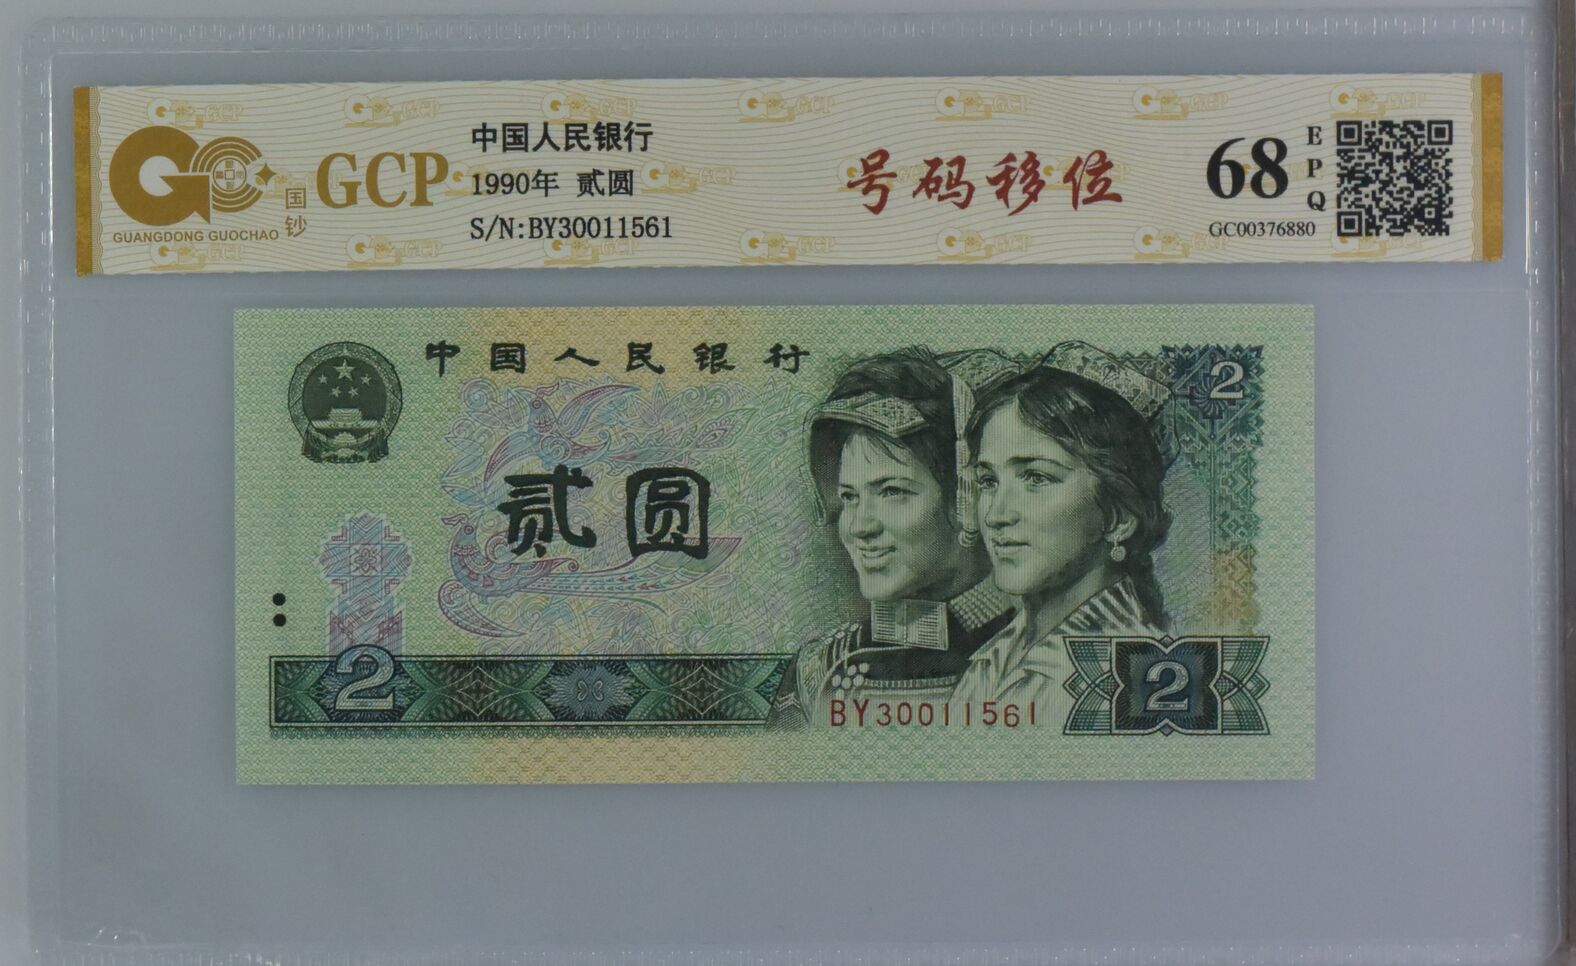 GCP
国钞
GUANGDONG GUOCHAO
中国人民银行
1990年 贰圆
S/N:BY30011561
号码移位
68
EPQ
GC00376880
中国人民银行
2
贰圆
2
BY30011561
2